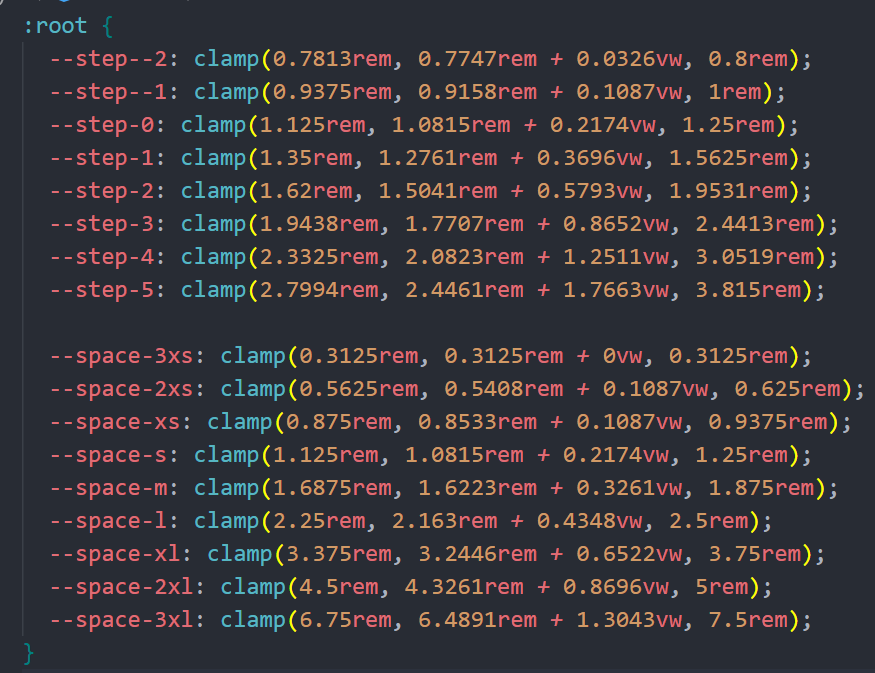 :root {
--step--2: clamp(0.7813rem, 0.7747rem + 0.0326vw, 0.8rem);
--step--1: clamp(0.9375rem, 0.9158rem + 0.1087vw, 1rem);
--step-0: clamp(1.125rem, 1.0815rem + 0.2174vw, 1.25rem);
--step-1: clamp(1.35rem, 1.2761rem + 0.3696vw, 1.5625rem);
--step-2: clamp(1.62rem, 1.5041rem + 0.5793vw, 1.9531rem);
--step-3: clamp(1.9438rem, 1.7707rem + 0.8652vw, 2.4413rem);
--step-4: clamp(2.3325rem, 2.0823rem + 1.2511vw, 3.0519rem);
--step-5: clamp(2.7994rem, 2.4461rem + 1.7663vw, 3.815rem);
--space-3xs: clamp(0.3125rem, 0.3125rem + 0vw, 0.3125rem);
--space-2xs: clamp(0.5625rem, 0.5408rem + 0.1087vw, 0.625rem);
--space-xs: clamp(0.875rem, 0.8533rem + 0.1087vw, 0.9375rem);
--space-s: clamp(1.125rem, 1.0815rem + 0.2174vw, 1.25rem);
--space-m: clamp(1.6875rem, 1.6223rem + 0.3261vw, 1.875rem);
--space-l: clamp(2.25rem, 2.163rem + 0.4348vw, 2.5rem);
--space-xl: clamp(3.375rem, 3.2446rem + 0.6522vw, 3.75rem);
--space-2xl: clamp(4.5rem, 4.3261rem + 0.8696vw, 5rem);
--space-3xl: clamp(6.75rem, 6.4891rem + 1.3043vw, 7.5rem);
}